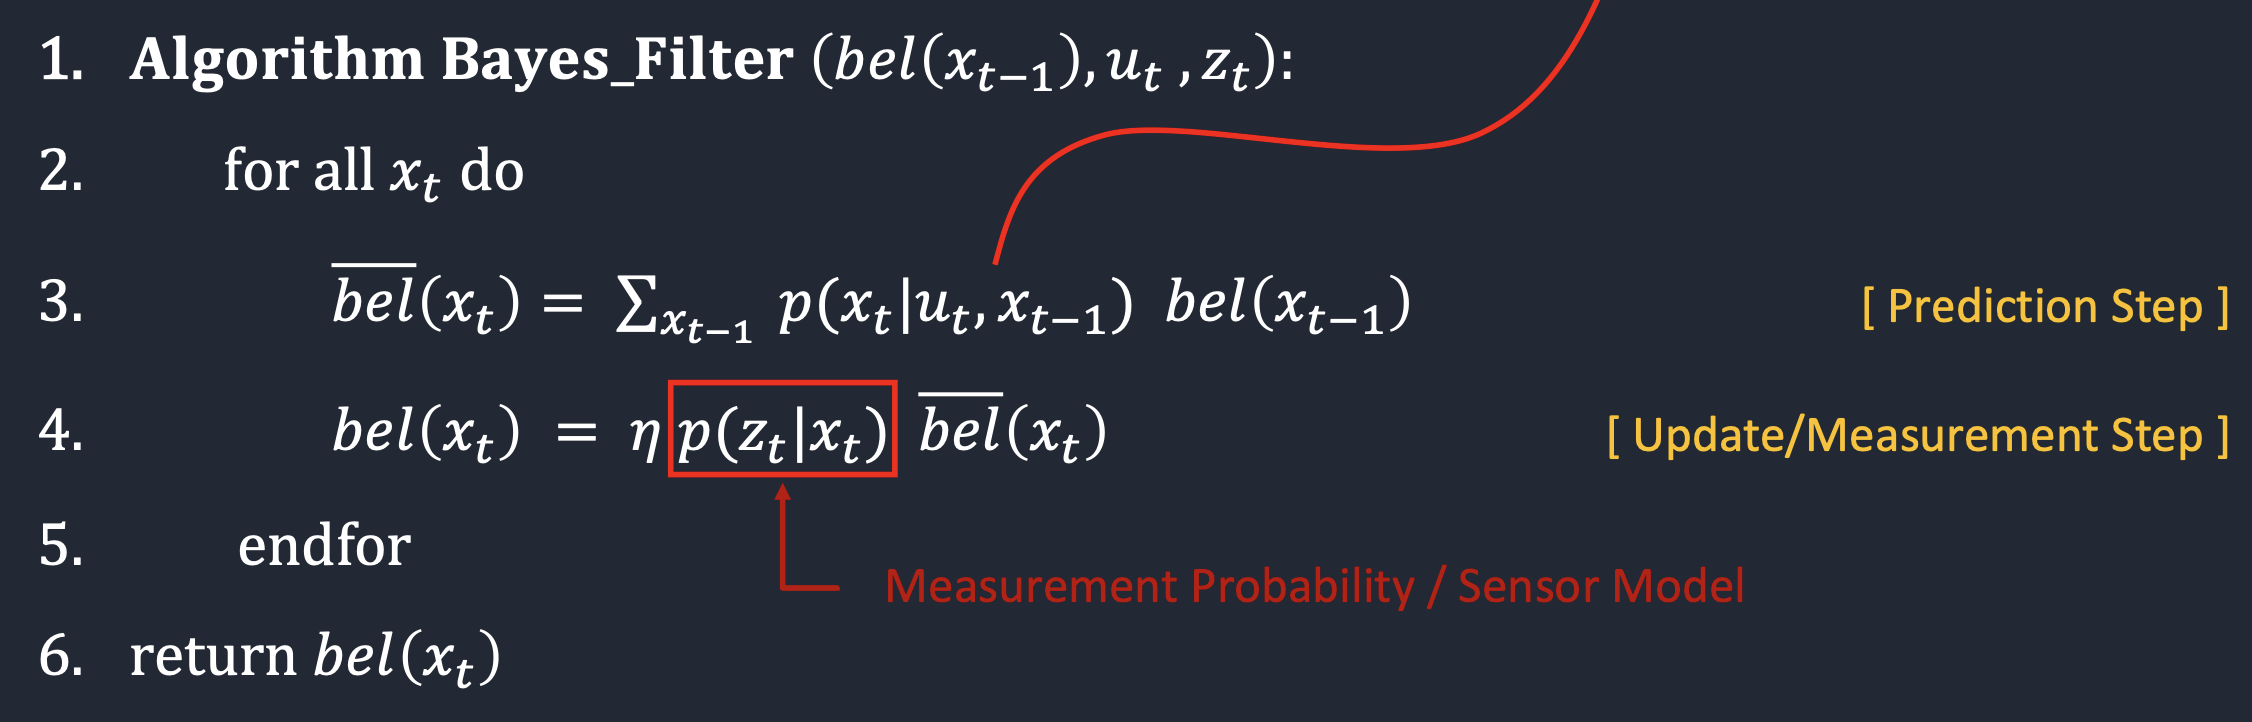 1. Algorithm Bayes_Filter (bel(x_{t−1}), u_t , z_t):
2. for all x_t do
3. \overline{bel}(x_t) = ∑_{x_{t−1}} p(x_t|u_t, x_{t−1}) bel(x_{t−1}) [ Prediction Step ]
4. bel(x_t) = η p(z_t|x_t) \overline{bel}(x_t) [ Update/Measurement Step ]
5. endfor
Measurement Probability / Sensor Model
6. return bel(x_t)